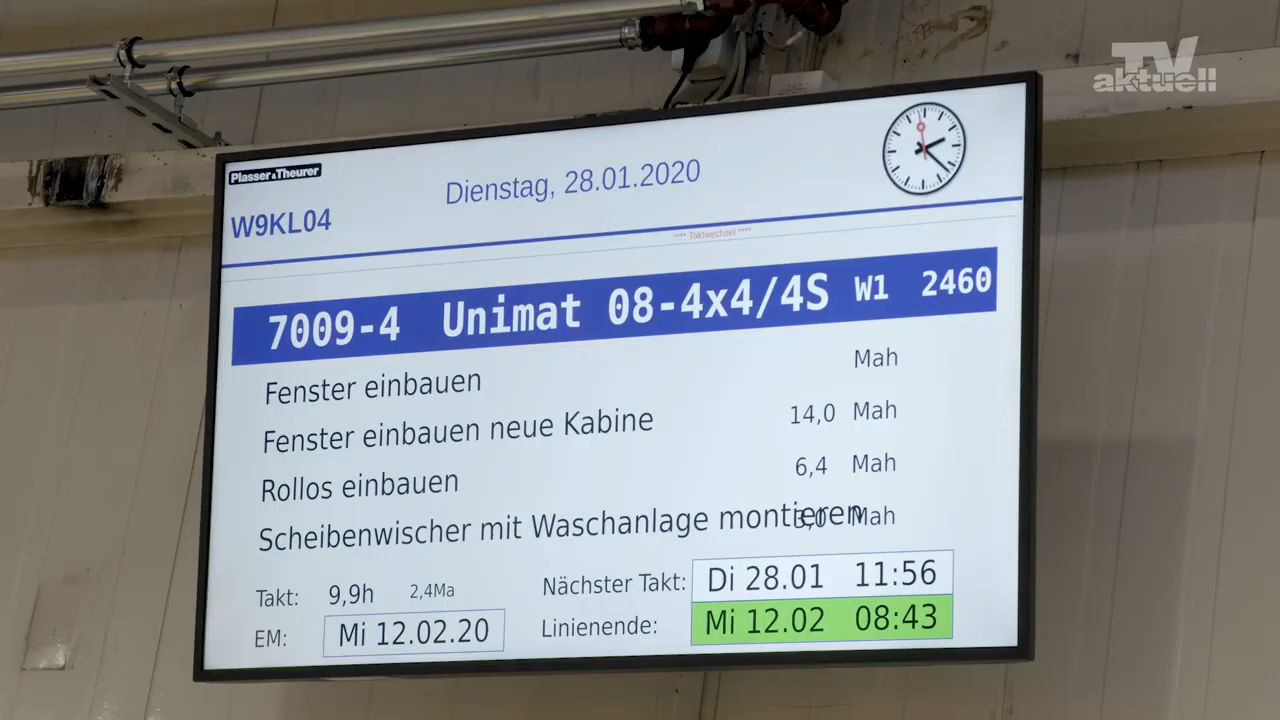 TV
aktuell
Plasser&Theurer
Dienstag, 28.01.2020
W9KL04
**** Taktwechsel ****
7009-4 Unimat 08-4x4/4S W1 2460
Fenster einbauen Mah
Fenster einbauen neue Kabine 14,0 Mah
Rollos einbauen 6,4 Mah
Scheibenwischer mit Waschanlage montieren 3,0 Mah
Takt: 9,9h 2,4Ma Nächster Takt: Di 28.01 11:56
EM: Mi 12.02.20 Linienende: Mi 12.02 08:43